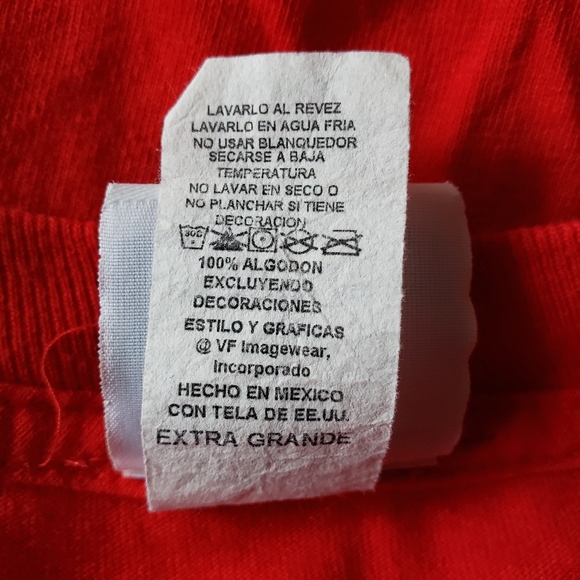 LAVARLO AL REVEZ
LAVARLO EN AGUA FRIA
NO USAR BLANQUEDOR
SECARSE A BAJA
TEMPERATURA
NO LAVAR EN SECO O
NO PLANCHAR SI TIENE
DECORACION
30C
100% ALGODON
EXCLUYENDO
DECORACIONES
ESTILO Y GRAFICAS
@ VF Imagewear,
Incorporado
HECHO EN MEXICO
CON TELA DE EE.UU.
EXTRA GRANDE